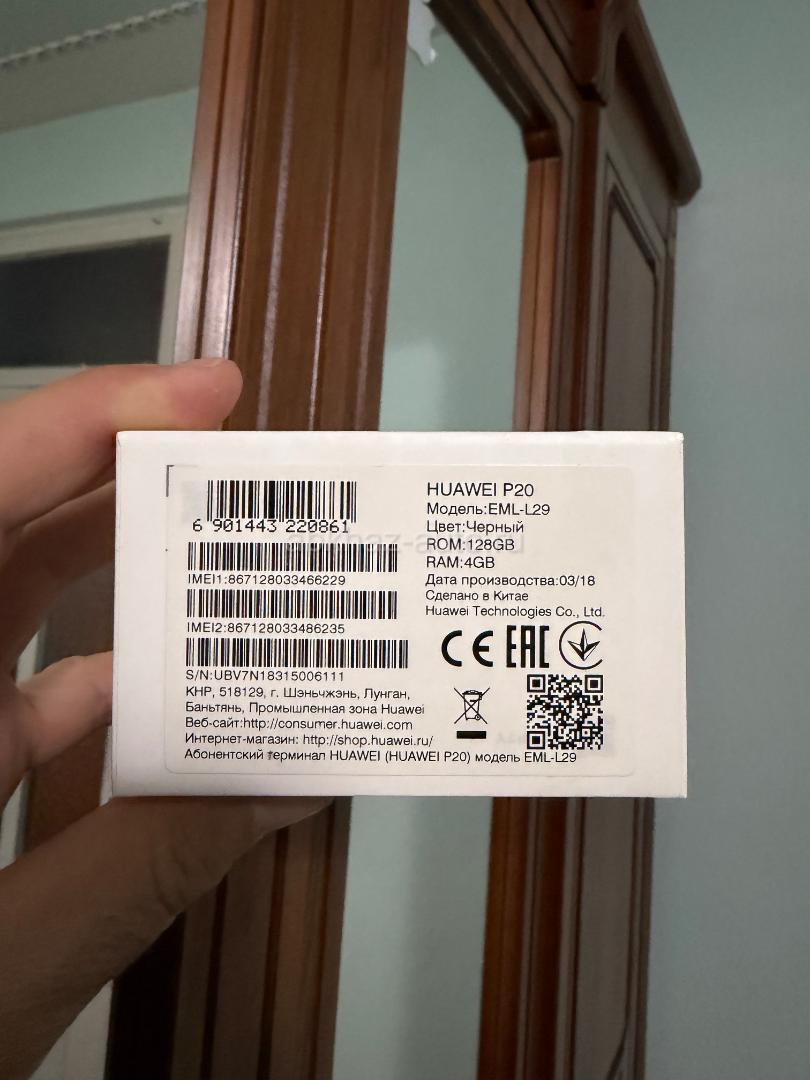 6 901443 220861
IMEI1:867128033466229
IMEI2:867128033486235
S/N:UBV7N18315006111
КНР, 518129, г. Шэньчжэнь, Лунган,
Баньтянь, Промышленная зона Huawei
Веб-сайт:http://consumer.huawei.com
Интернет-магазин: http://shop.huawei.ru/
Абонентский терминал HUAWEI (HUAWEI P20) модель EML-L29
HUAWEI P20
Модель:EML-L29
Цвет:Черный
ROM:128GB
RAM:4GB
Дата производства:03/18
Сделано в Китае
Huawei Technologies Co., Ltd.
CE EAC